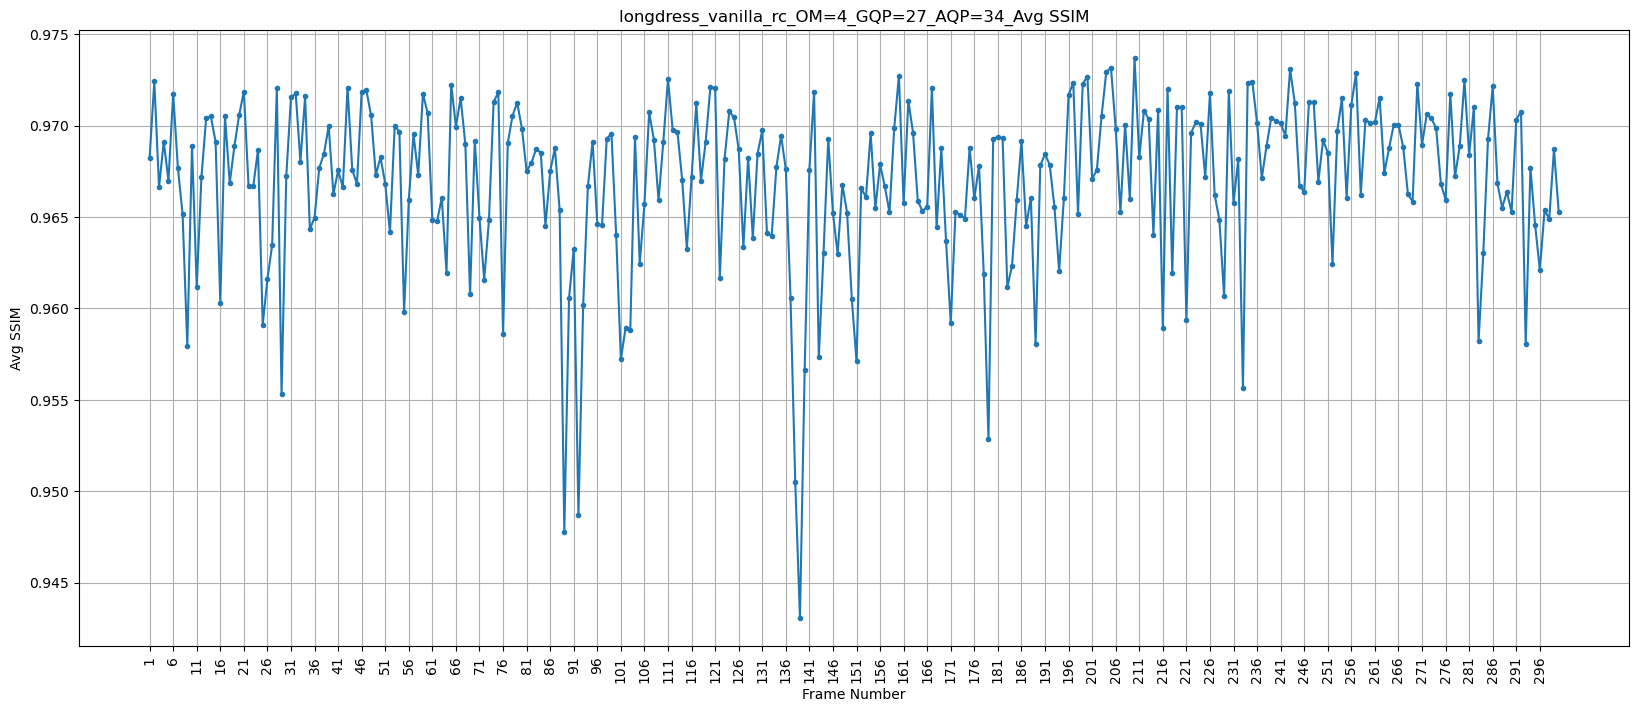 longdress_vanilla_rc_OM=4_GQP=27_AQP=34_Avg SSIM
0.975
0.970
0.965
0.960
0.955
0.950
0.945
Avg SSIM
1 6 11 16 21 26 31 36 41 46 51 56 61 66 71 76 81 86 91 96 101 106 111 116 121 126 131 136 141 146 151 156 161 166 171 176 181 186 191 196 201 206 211 216 221 226 231 236 241 246 251 256 261 266 271 276 281 286 291 296
Frame Number